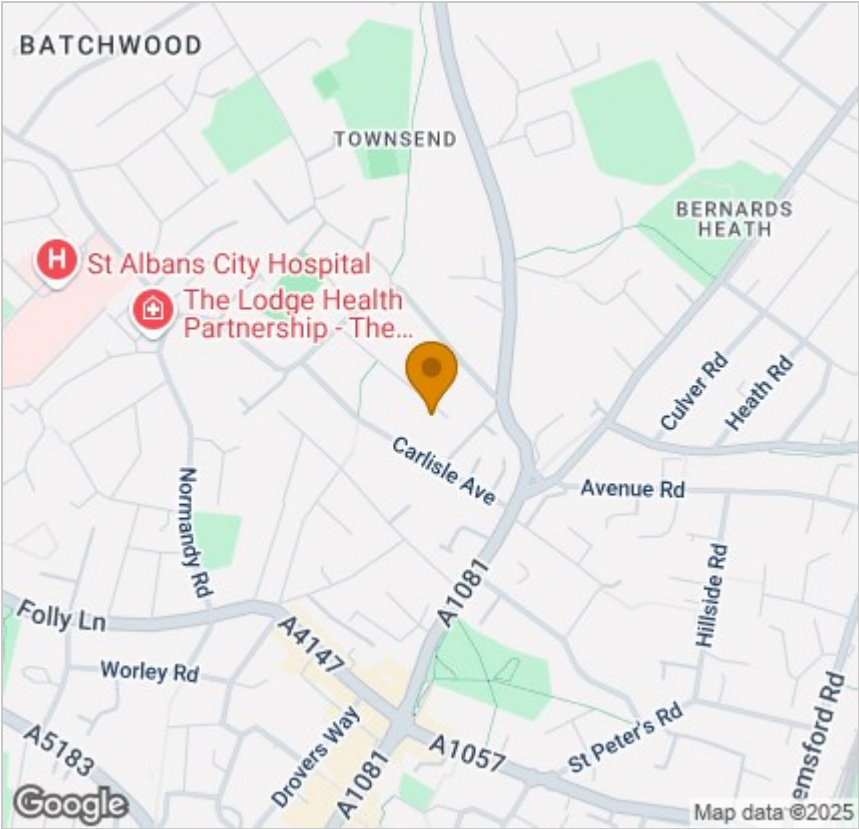 BATCHWOOD
TOWNSEND
BERNARDS
HEATH
H
St Albans City Hospital
The Lodge Health
Partnership - The...
Culver Rd
Heath Rd
Carlisle Ave
Avenue Rd
Normandy Rd
Hillside Rd
A1081
Folly Ln
A4147
Worley Rd
A5183
Drovers Way
A1081
A1057
St Peter's Rd
emsford Rd
Google
Map data ©2025